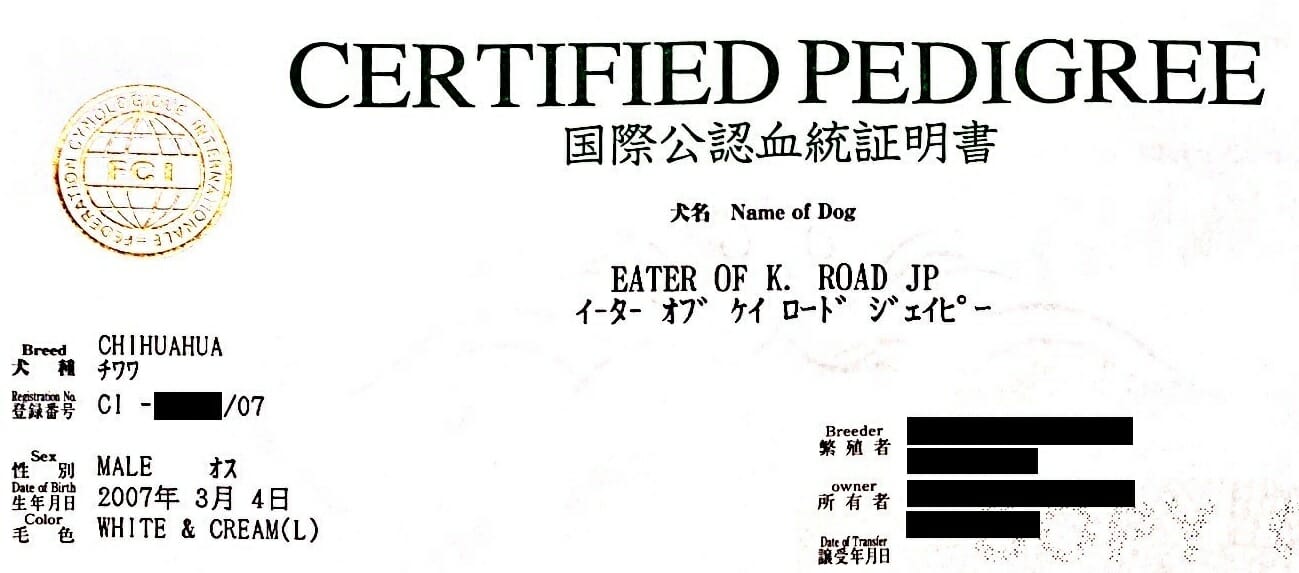 CERTIFIED PEDIGREE
国際公認血統証明書
FEDERATION CYNOLOGIQUE INTERNATIONALE
FCI
犬名 Name of Dog
EATER OF K. ROAD JP
イーター オブ ケイ ロード ジェイピー
Breed CHIHUAHUA
犬種 チワワ
Registration No.
登録番号 CI - /07
Sex
性別 MALE オス
Date of Birth
生年月日 2007年 3月 4日
Color
毛色 WHITE & CREAM(L)
Breeder
繁殖者
owner
所有者
Date of Transfer
譲受年月日
COPY